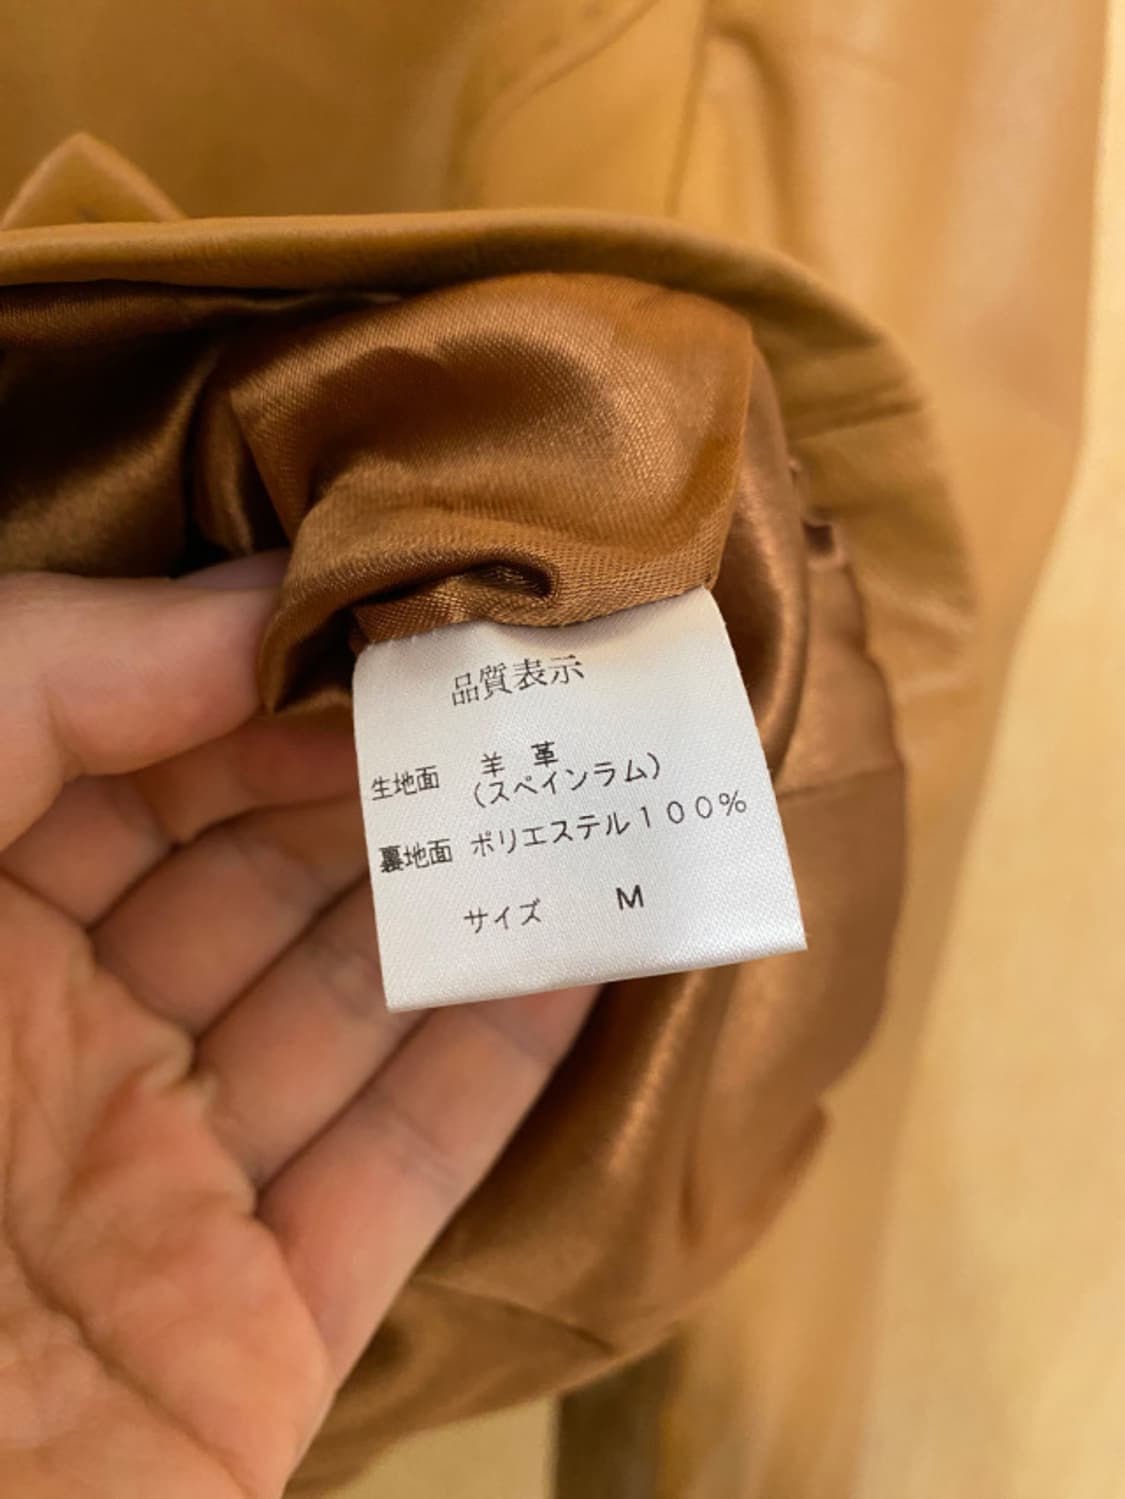 品質表示
生地面 羊 革
(スペインラム)
裏地面 ポリエステル100%
サイズ M